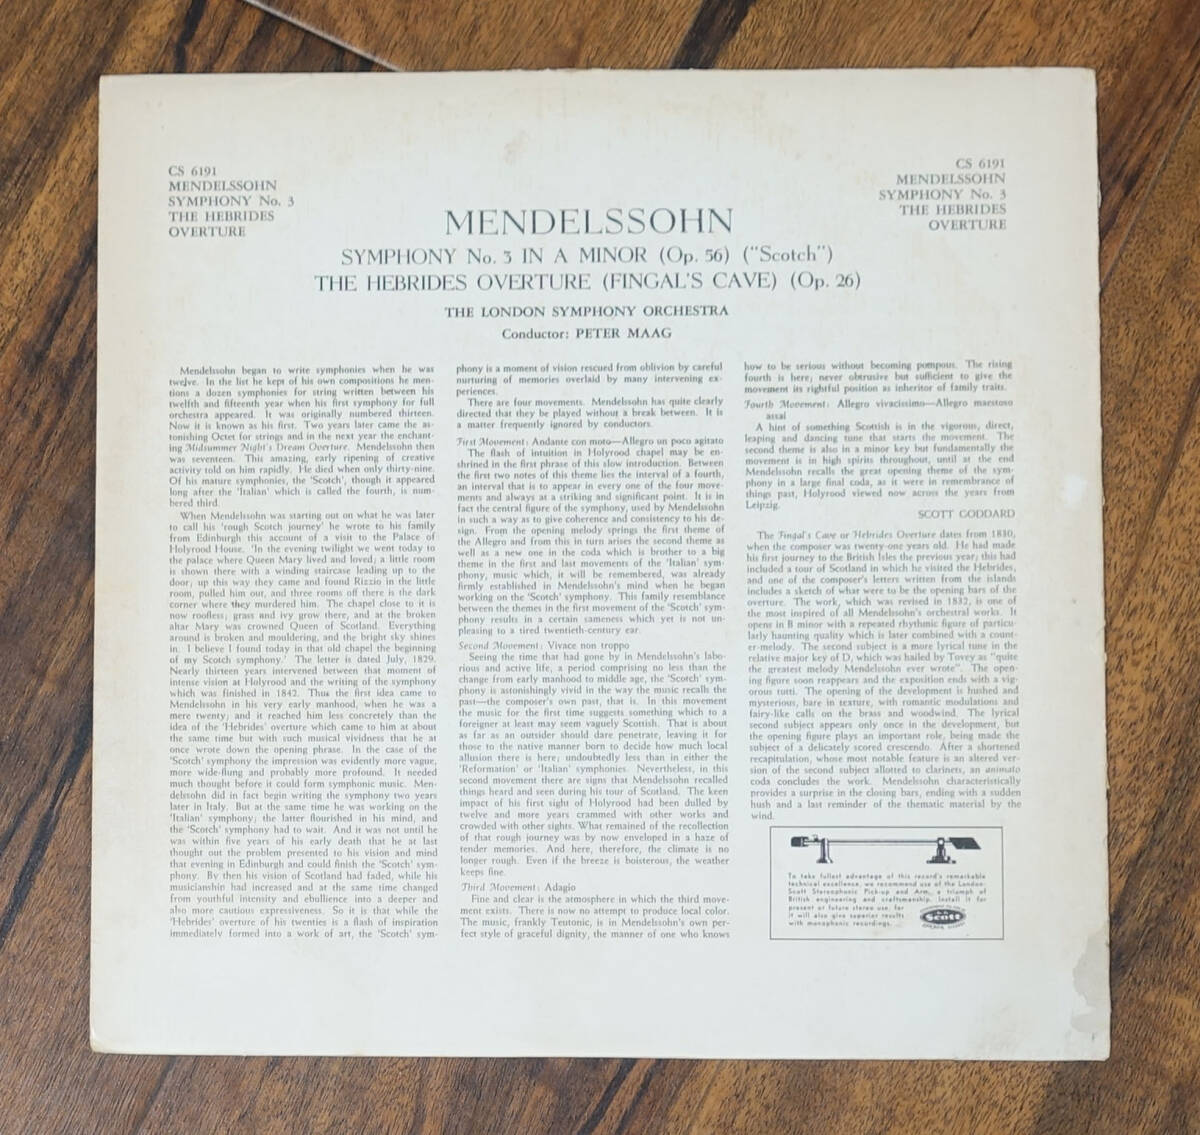 CS 6191
MENDELSSOHN
SYMPHONY No. 3
THE HEBRIDES
OVERTURE
CS 6191
MENDELSSOHN
SYMPHONY No. 3
THE HEBRIDES
OVERTURE
MENDELSSOHN
SYMPHONY No. 3 IN A MINOR (Op. 56) ("Scotch")
THE HEBRIDES OVERTURE (FINGAL'S CAVE) (Op. 26)
THE LONDON SYMPHONY ORCHESTRA
Conductor: PETER MAAG
Mendelssohn began to write symphonies when he was
twelve. In the list he kept of his own compositions he men-
tions a dozen symphonies for string written between his
twelfth and fifteenth year when his first symphony for full
orchestra appeared. It was originally numbered thirteen.
Now it is known as his first. Two years later came the as-
tonishing Octet for strings and in the next year the enchant-
ing Midsummer Night's Dream Overture. Mendelssohn then
was seventeen. This amazing, early ripening of creative
activity told on him rapidly. He died when only thirty-nine.
Of his mature symphonies, the 'Scotch', though it appeared
long after the 'Italian' which is called the fourth, is num-
bered third.
When Mendelssohn was starting out on what he was later
to call his 'rough Scotch journey' he wrote to his family
from Edinburgh this account of a visit to the Palace of
Holyrood House. 'In the evening twilight we went today to
the palace where Queen Mary lived and loved; a little room
is shown there with a winding staircase leading up to the
door; up this way they came and found Rizzio in the little
room, pulled him out, and three rooms off there is the dark
corner where they murdered him. The chapel close to it is
now roofless; grass and ivy grow there, and at the broken
altar Mary was crowned Queen of Scotland. Everything
around is broken and mouldering, and the bright sky shines
in. I believe I found today in that old chapel the beginning
of my Scotch symphony.' The letter is dated July, 1829.
Nearly thirteen years intervened between that moment of
intense vision at Holyrood and the writing of the symphony
which was finished in 1842. Thus the first idea came to
Mendelssohn in his very early manhood, when he was a
mere twenty; and it reached him less concretely than the
idea of the 'Hebrides' overture which came to him at about
the same time but with such musical vividness that he at
once wrote down the opening phrase. In the case of the
'Scotch' symphony the impression was evidently more vague,
more wide-flung and probably more profound. It needed
much thought before it could form symphonic music. Men-
delssohn did in fact begin writing the symphony two years
later in Italy. But at the same time he was working on the
'Italian' symphony; the latter flourished in his mind, and
the 'Scotch' symphony had to wait. And it was not until he
was within five years of his early death that he at last
thought out the problem presented to his vision and mind
that evening in Edinburgh and could finish the 'Scotch' sym-
phony. By then his vision of Scotland had faded, while his
musicianship had increased and at the same time changed
from youthful intensity and ebullience into a deeper and
also more cautious expressiveness. So it is that while the
'Hebrides' overture of his twenties is a flash of inspiration
immediately formed into a work of art, the 'Scotch' sym-
phony is a moment of vision rescued from oblivion by careful
nurturing of memories overlaid by many intervening ex-
periences.
There are four movements. Mendelssohn has quite clearly
directed that they be played without a break between. It is
a matter frequently ignored by conductors.
First Movement: Andante con moto—Allegro un poco agitato
The flash of intuition in Holyrood chapel may be en-
shrined in the first phrase of this slow introduction. Between
the first two notes of this theme lies the interval of a fourth,
an interval that is to appear in every one of the four move-
ments and always at a striking and significant point. It is in
fact the central figure of the symphony, used by Mendelssohn
in such a way as to give coherence and consistency to his de-
sign. From the opening melody springs the first theme of
the Allegro and from this in turn arises the second theme as
well as a new one in the coda which is brother to a big
theme in the first and last movements of the 'Italian' sym-
phony, music which, it will be remembered, was already
firmly established in Mendelssohn's mind when he began
working on the 'Scotch' symphony. This family resemblance
between the themes in the first movement of the 'Scotch' sym-
phony results in a certain sameness which yet is not un-
pleasing to a tired twentieth-century ear.
Second Movement: Vivace non troppo
Seeing the time that had gone by in Mendelssohn's labo-
rious and active life, a period comprising no less than the
change from early manhood to middle age, the 'Scotch' sym-
phony is astonishingly vivid in the way the music recalls the
past—the composer's own past, that is. In this movement
the music for the first time suggests something which to a
foreigner at least may seem vaguely Scottish. That is about
as far as an outsider should dare penetrate, leaving it for
those to the native manner born to decide how much local
allusion there is here; undoubtedly less than in either the
'Reformation' or 'Italian' symphonies. Nevertheless, in this
second movement there are signs that Mendelssohn recalled
things heard and seen during his tour of Scotland. The keen
impact of his first sight of Holyrood had been dulled by
twelve and more years crammed with other works and
crowded with other sights. What remained of the recollection
of that rough journey was by now enveloped in a haze of
tender memories. And here, therefore, the climate is no
longer rough. Even if the breeze is boisterous, the weather
keeps fine.
Third Movement: Adagio
Fine and clear is the atmosphere in which the third move-
ment exists. There is now no attempt to produce local color.
The music, frankly Teutonic, is in Mendelssohn's own per-
fect style of graceful dignity, the manner of one who knows
how to be serious without becoming pompous. The rising
fourth is here; never obtrusive but sufficient to give the
movement its rightful position as inheritor of family traits.
Fourth Movement: Allegro vivacissimo—Allegro maestoso
assai
A hint of something Scottish is in the vigorous, direct,
leaping and dancing tune that starts the movement. The
second theme is also in a minor key but fundamentally the
movement is in high spirits throughout, until at the end
Mendelssohn recalls the great opening theme of the sym-
phony in a large final coda, as it were in remembrance of
things past, Holyrood viewed now across the years from
Leipzig.
SCOTT GODDARD
The Fingal's Cave or Hebrides Overture dates from 1830,
when the composer was twenty-one years old. He had made
his first journey to the British Isles the previous year; this had
included a tour of Scotland in which he visited the Hebrides,
and one of the composer's letters written from the islands
includes a sketch of what were to be the opening bars of the
overture. The work, which was revised in 1832, is one of
the most inspired of all Mendelssohn's orchestral works. It
opens in B minor with a repeated rhythmic figure of particu-
larly haunting quality which is later combined with a count-
er-melody. The second subject is a more lyrical tune in the
relative major key of D, which was hailed by Tovey as "quite
the greatest melody Mendelssohn ever wrote". The open-
ing figure soon reappears and the exposition ends with a vig-
orous tutti. The opening of the development is hushed and
mysterious, bare in texture, with romantic modulations and
fairy-like calls on the brass and woodwind. The lyrical
second subject appears only once in the development, but
the opening figure plays an important role, being made the
subject of a delicately scored crescendo. After a shortened
recapitulation, whose most notable feature is an altered ver-
sion of the second subject allotted to clarinets, an animato
coda concludes the work. Mendelssohn characteristically
provides a surprise in the closing bars, ending with a sudden
hush and a last reminder of the thematic material by the
wind.
To take fullest advantage of this record's remarkable
technical excellence, we recommend use of the London-
Scott Stereophonic Pick-up and Arm, a triumph of
British engineering and craftsmanship. Install it for
present or future stereo use, for
it will also give superior results
with monophonic recordings.
Scott